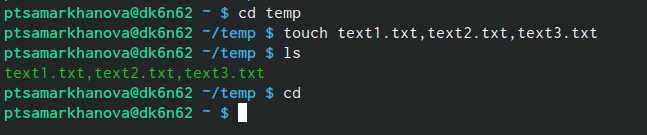 ptsamarkhanova@dk6n62 ~ $ cd temp
ptsamarkhanova@dk6n62 ~/temp $ touch text1.txt,text2.txt,text3.txt
ptsamarkhanova@dk6n62 ~/temp $ ls
text1.txt,text2.txt,text3.txt
ptsamarkhanova@dk6n62 ~/temp $ cd
ptsamarkhanova@dk6n62 ~ $